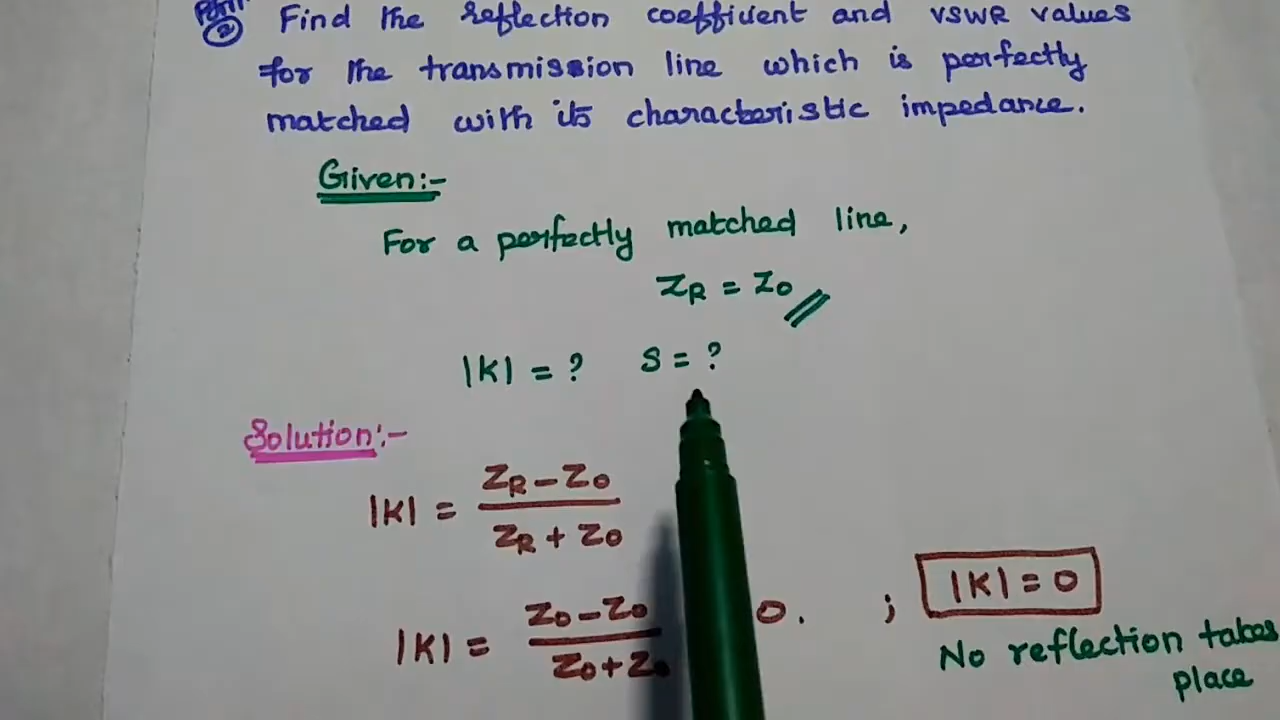 ② Find the reflection coefficient and VSWR values
for the transmission line which is perfectly
matched with its characteristic impedance.
Given:-
For a perfectly matched line,
ZR = Z0
|K| = ? S = ?
Solution:-
|K| = ZR - Z0 / ZR + Z0
|K| = Z0 - Z0 / Z0 + Z0 0. ; |K| = 0
No reflection takes
place